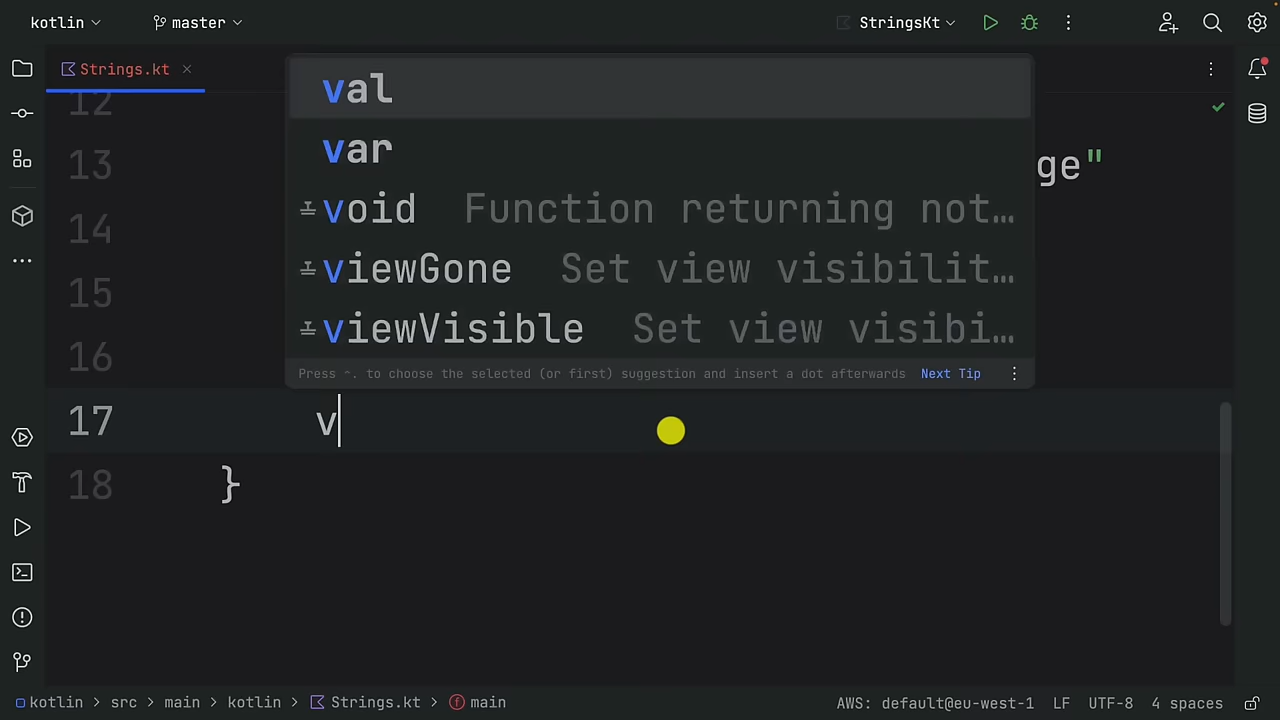 kotlin master StringsKt
Strings.kt
12
val
13 ge"
var
14 void Function returning not…
viewGone Set view visibilit…
15
viewVisible Set view visibi…
16
Press ^. to choose the selected (or first) suggestion and insert a dot afterwards Next Tip
17 v
18 }
kotlin > src > main > kotlin > Strings.kt > main AWS: default@eu-west-1 LF UTF-8 4 spaces